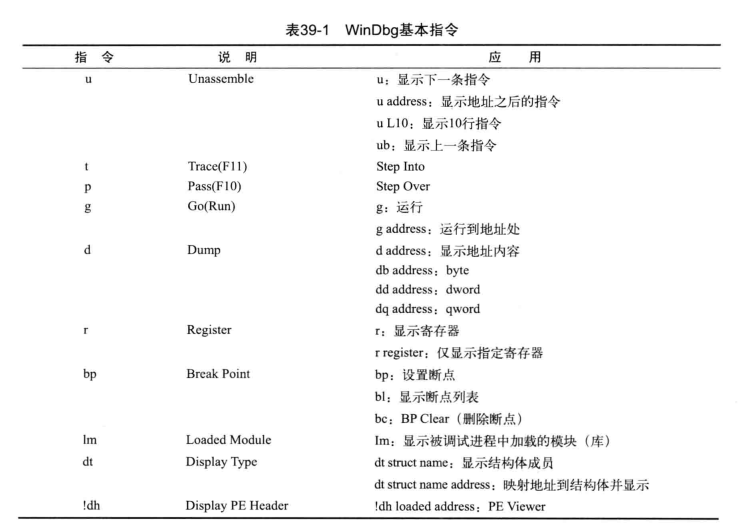 表39-1 WinDbg基本指令
指 令 说 明 应 用
u Unassemble u：显示下一条指令
u address：显示地址之后的指令
u L10：显示10行指令
ub：显示上一条指令
t Trace(F11) Step Into
p Pass(F10) Step Over
g Go(Run) g：运行
g address：运行到地址处
d Dump d address：显示地址内容
db address：byte
dd address：dword
dq address：qword
r Register r：显示寄存器
r register；仅显示指定寄存器
bp Break Point bp：设置断点
bl：显示断点列表
bc：BP Clear（删除断点）
lm Loaded Module Im：显示被调试进程中加载的模块（库）
dt Display Type dt struct name：显示结构体成员
dt struct name address：映射地址到结构体并显示
!dh Display PE Header !dh loaded address：PE Viewer